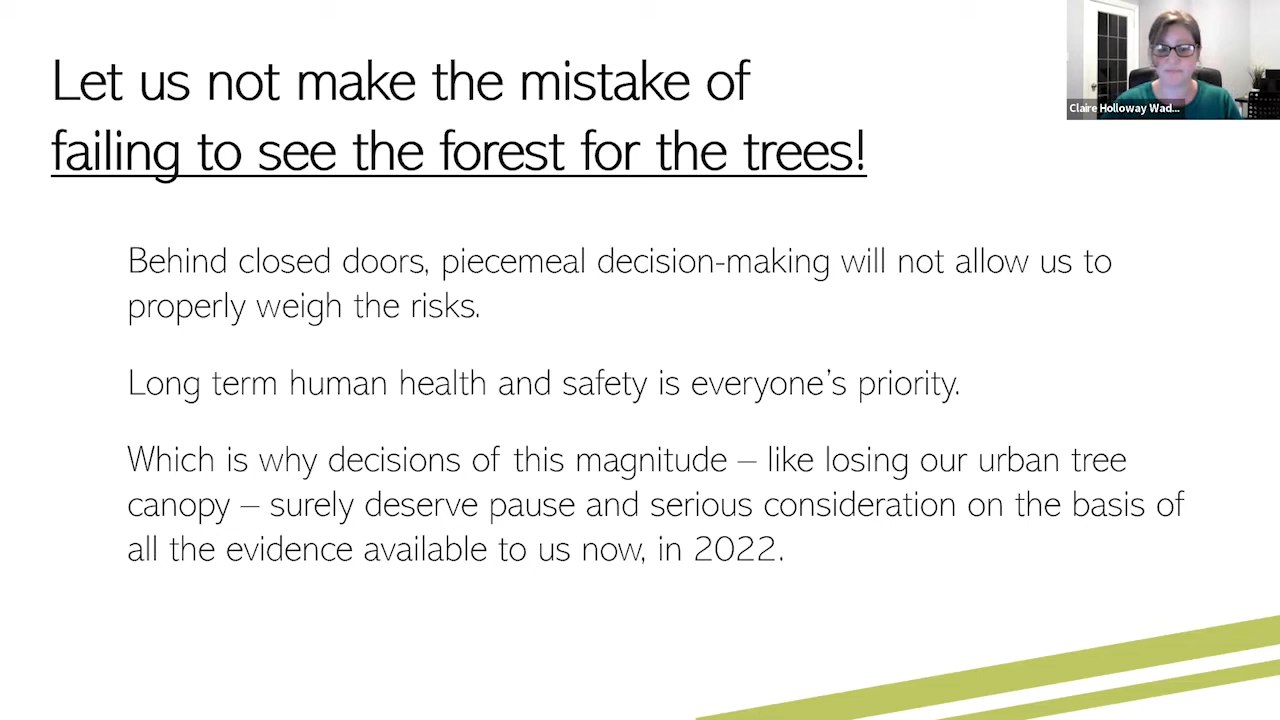 Let us not make the mistake of
failing to see the forest for the trees!
Claire Holloway Wad...
Behind closed doors, piecemeal decision-making will not allow us to
properly weigh the risks.
Long term human health and safety is everyone’s priority.
Which is why decisions of this magnitude – like losing our urban tree
canopy – surely deserve pause and serious consideration on the basis of
all the evidence available to us now, in 2022.